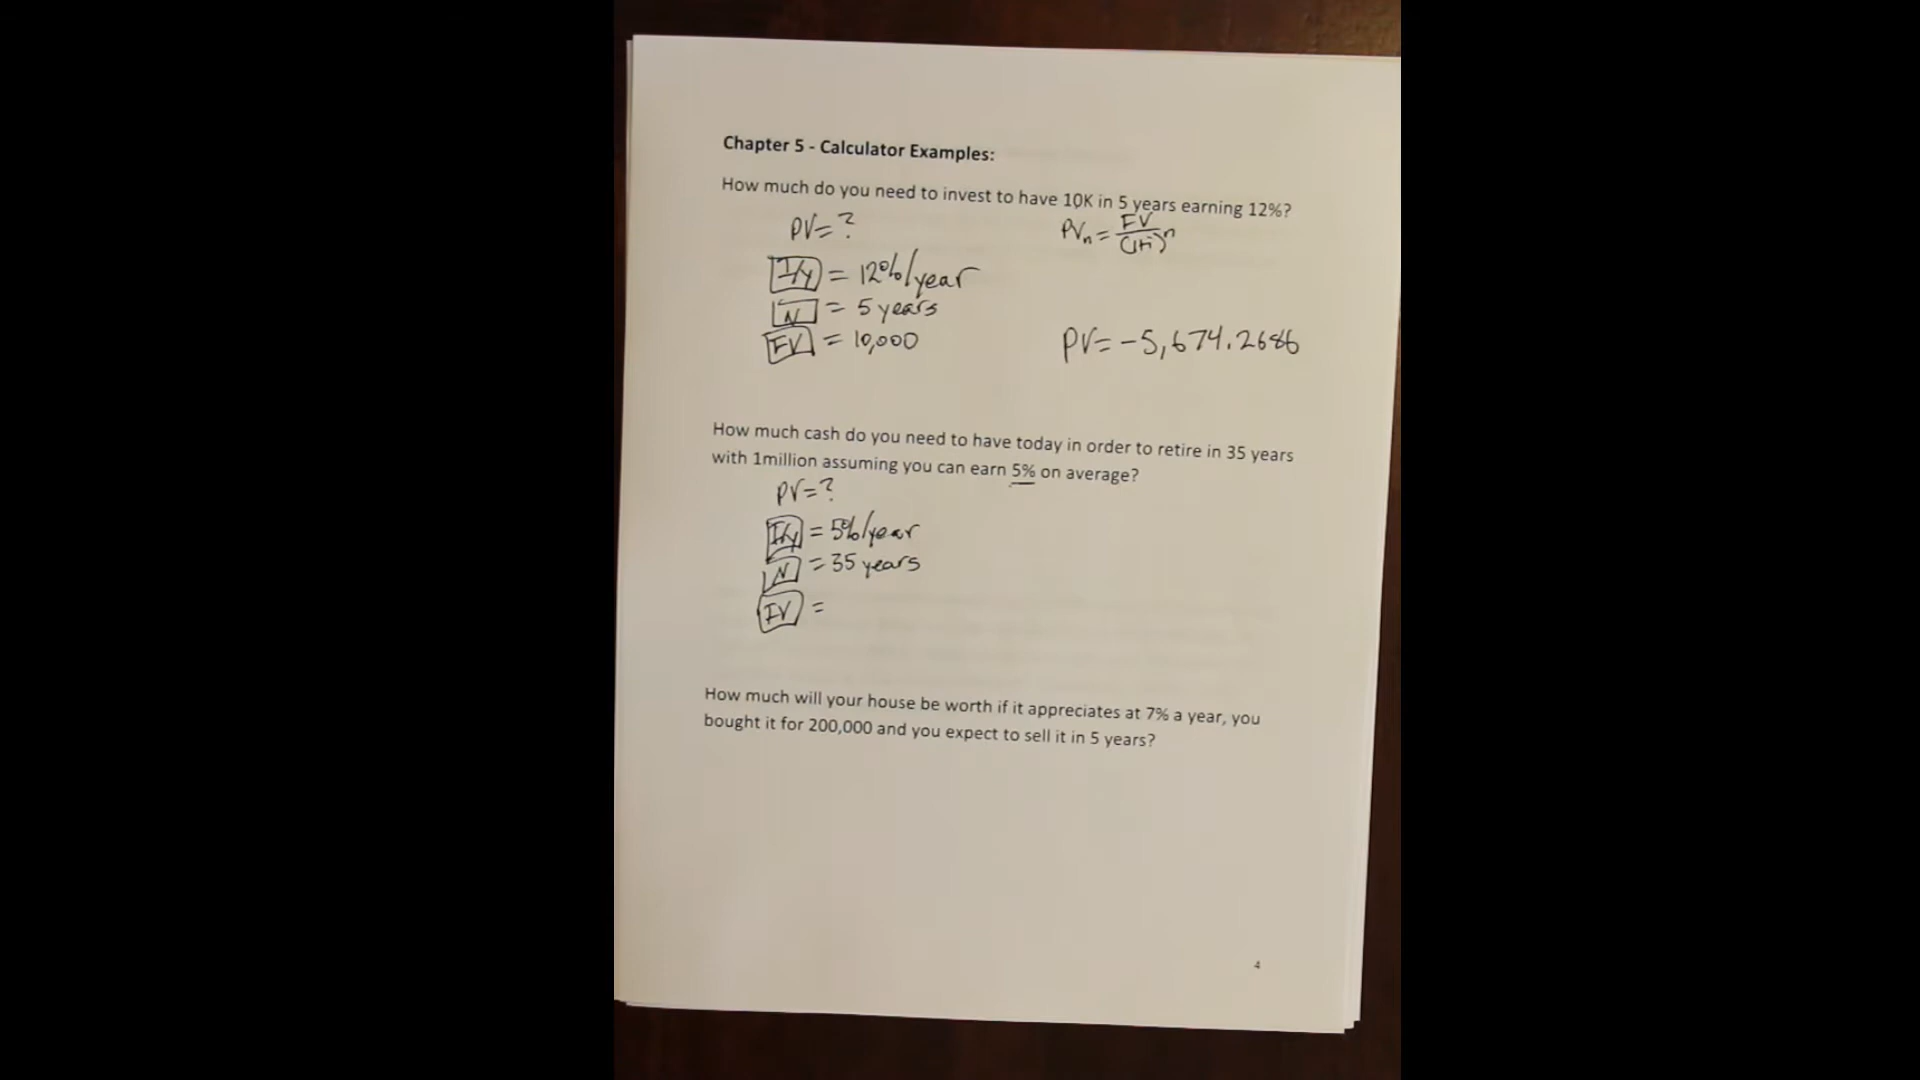 Chapter 5 - Calculator Examples:
How much do you need to invest to have 10K in 5 years earning 12%?
PV=?
PVn = FV/(1+i)^n
I/y = 12%/year
N = 5 years
FV = 10,000
PV= -5,674.2686
How much cash do you need to have today in order to retire in 35 years
with 1million assuming you can earn 5% on average?
PV=?
I/y = 5%/year
N = 35 years
FV =
How much will your house be worth if it appreciates at 7% a year, you
bought it for 200,000 and you expect to sell it in 5 years?
4